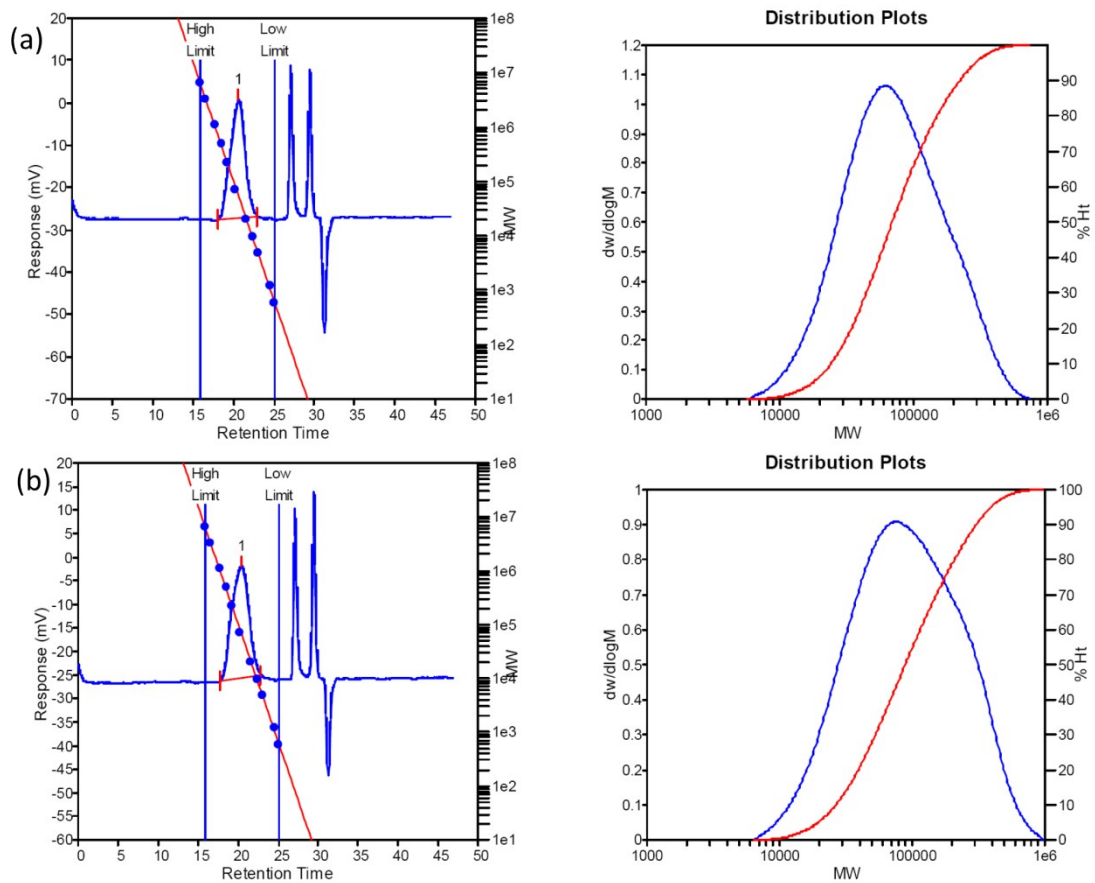 (a)
20
10
0
-10
-20
-30
-40
-50
-60
-70
Response (mV)
High
Limit
Low
Limit
1
1e8
1e7
1e6
1e5
1e4
1e3
1e2
1e1
MW
0 5 10 15 20 25 30 35 40 45 50
Retention Time
Distribution Plots
1.2
1.1
1
0.9
0.8
0.7
0.6
0.5
0.4
0.3
0.2
0.1
0
dw/dlogM
90
80
70
60
50
40
30
20
10
0
% Ht
1000 10000 100000 1e6
MW
(b)
20
15
10
5
0
-5
-10
-15
-20
-25
-30
-35
-40
-45
-50
-55
-60
Response (mV)
High
Limit
Low
Limit
1
1e8
1e7
1e6
1e5
1e4
1e3
1e2
1e1
MW
0 5 10 15 20 25 30 35 40 45 50
Retention Time
Distribution Plots
1
0.9
0.8
0.7
0.6
0.5
0.4
0.3
0.2
0.1
0
dw/dlogM
100
90
80
70
60
50
40
30
20
10
0
% Ht
1000 10000 100000 1e6
MW